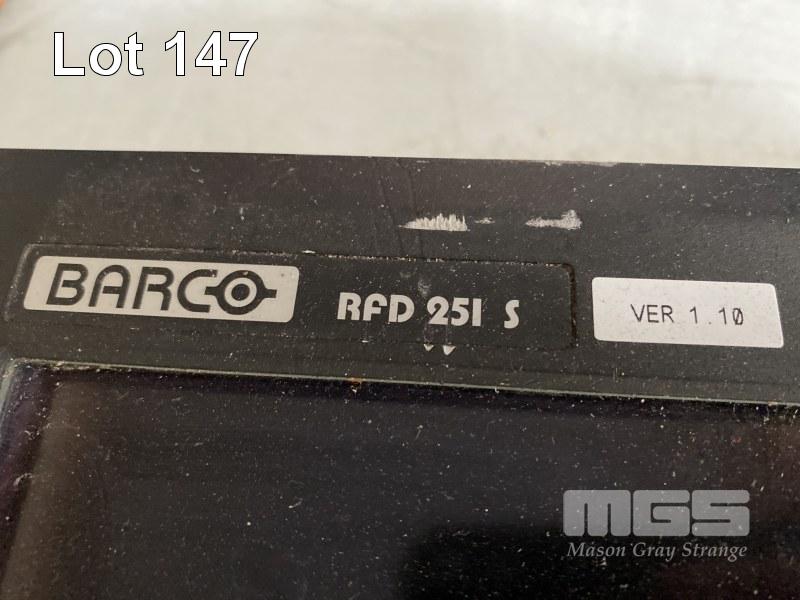 Lot 147
BARCO
RFD 251 S
VER 1.10
MGS
Mason Gray Strange